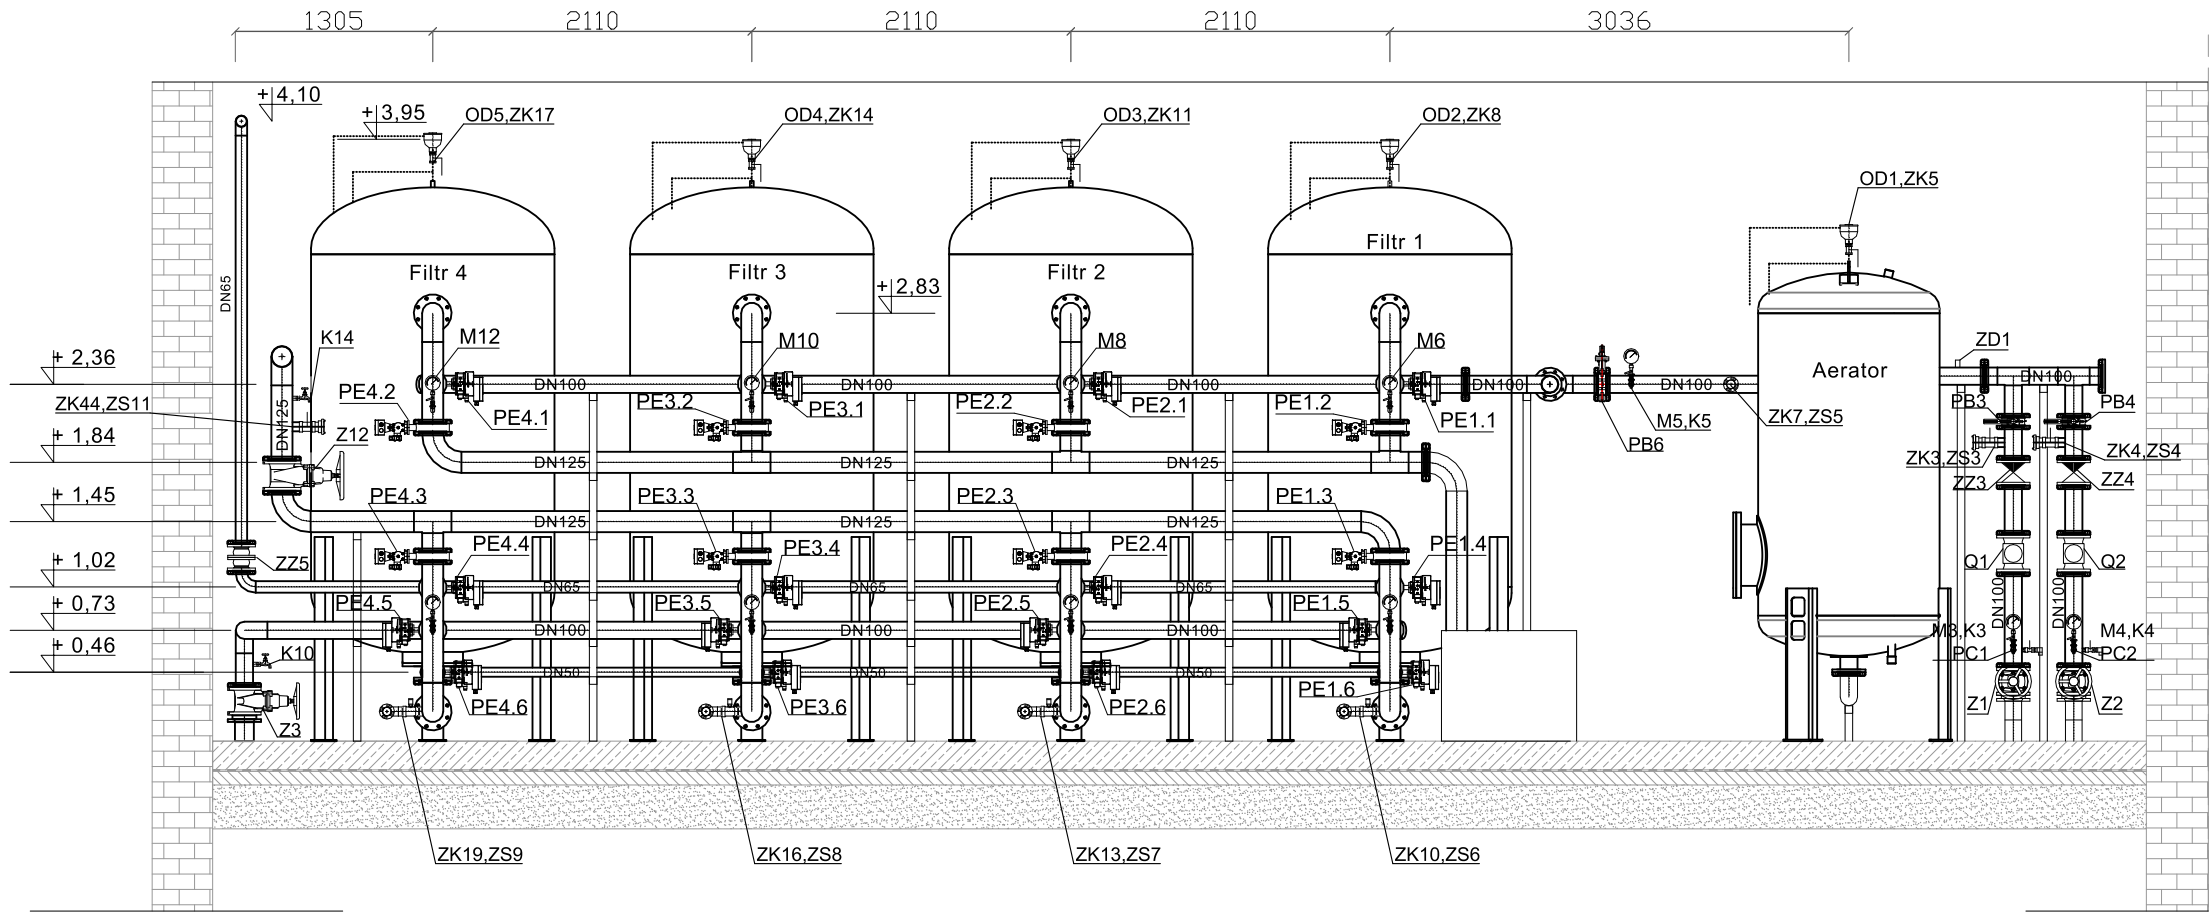 1305
2110
2110
2110
3036
+ 4,10
+ 3,95
OD5,ZK17
OD4,ZK14
OD3,ZK11
OD2,ZK8
OD1,ZK5
Filtr 4
Filtr 3
Filtr 2
Filtr 1
Aerator
DN65
+ 2,83
K14
M12
M10
M8
M6
ZD1
+ 2,36
DN100
DN100
DN100
DN100
DN100
DN100
PE4.2
PE4.1
PE3.2
PE3.1
PE2.2
PE2.1
PE1.2
PE1.1
PB6
M5,K5
ZK7,ZS5
PB3
PB4
ZK44,ZS11
DN125
Z12
+ 1,84
DN125
DN125
DN125
ZK3,ZS3
ZK4,ZS4
ZZ3
ZZ4
+ 1,45
PE4.3
PE3.3
PE2.3
PE1.3
DN125
DN125
DN125
PE4.4
PE3.4
PE2.4
PE1.4
+ 1,02
ZZ5
DN65
DN65
DN65
Q1
Q2
DN100
DN100
+ 0,73
PE4.5
PE3.5
PE2.5
PE1.5
DN100
DN100
DN100
M3,K3
M4,K4
+ 0,46
K10
DN50
DN50
DN50
PC1
PC2
PE4.6
PE3.6
PE2.6
PE1.6
Z3
Z1
Z2
ZK19,ZS9
ZK16,ZS8
ZK13,ZS7
ZK10,ZS6